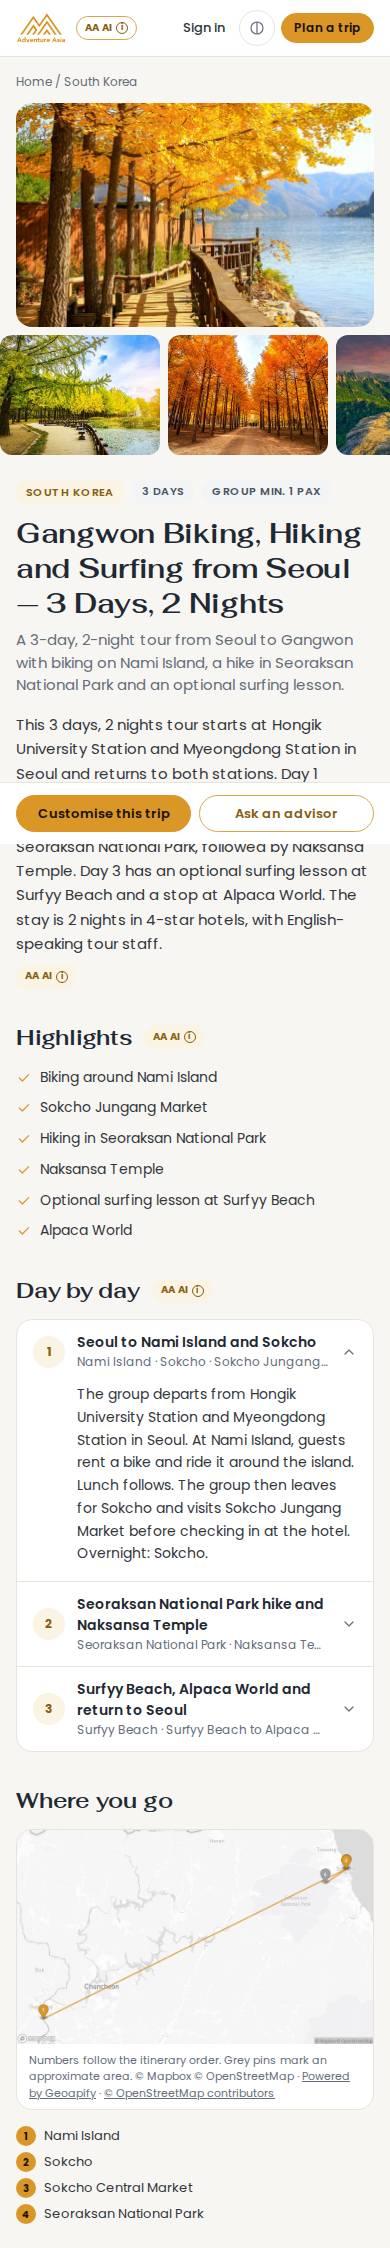 Adventure Asia
AA AI
Sign in
Plan a trip
Home / South Korea
SOUTH KOREA
3 DAYS
GROUP MIN. 1 PAX
Gangwon Biking, Hiking
and Surfing from Seoul
— 3 Days, 2 Nights
A 3-day, 2-night tour from Seoul to Gangwon
with biking on Nami Island, a hike in Seoraksan
National Park and an optional surfing lesson.
This 3 days, 2 nights tour starts at Hongik
University Station and Myeongdong Station in
Seoul and returns to both stations. Day 1
Customise this trip
Ask an advisor
Seoraksan National Park, followed by Naksansa
Temple. Day 3 has an optional surfing lesson at
Surfyy Beach and a stop at Alpaca World. The
stay is 2 nights in 4-star hotels, with English-
speaking tour staff.
AA AI
Highlights
AA AI
Biking around Nami Island
Sokcho Jungang Market
Hiking in Seoraksan National Park
Naksansa Temple
Optional surfing lesson at Surfyy Beach
Alpaca World
Day by day
AA AI
1
Seoul to Nami Island and Sokcho
Nami Island · Sokcho · Sokcho Jungang...
The group departs from Hongik
University Station and Myeongdong
Station in Seoul. At Nami Island, guests
rent a bike and ride it around the island.
Lunch follows. The group then leaves
for Sokcho and visits Sokcho Jungang
Market before checking in at the hotel.
Overnight: Sokcho.
2
Seoraksan National Park hike and
Naksansa Temple
Seoraksan National Park · Naksansa Te...
3
Surfyy Beach, Alpaca World and
return to Seoul
Surfyy Beach · Surfyy Beach to Alpaca ...
Where you go
Chuncheon
Numbers follow the itinerary order. Grey pins mark an
approximate area. © Mapbox © OpenStreetMap · Powered
by Geoapify · © OpenStreetMap contributors
1 Nami Island
2 Sokcho
3 Sokcho Central Market
4 Seoraksan National Park